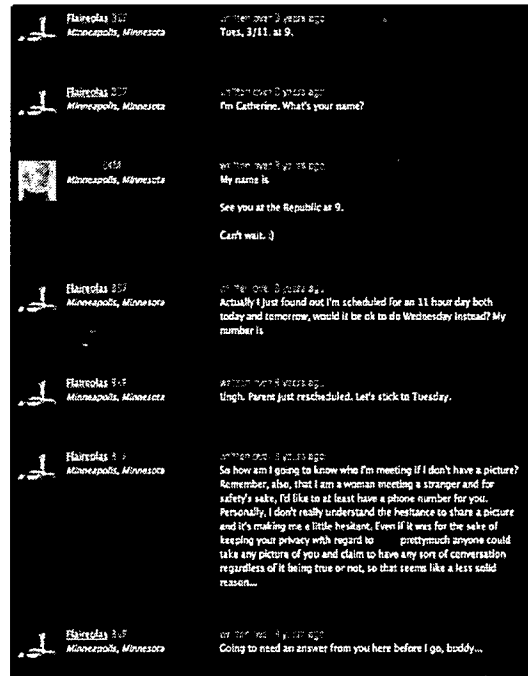 Flaireolas
Minneapolis, Minnesota
Tues, 3/11. at 9.
Flaireolas
Minneapolis, Minnesota
I'm Catherine. What's your name?
Minneapolis, Minnesota
My name is
See you at the Republic at 9.
Can't wait. :)
Flaireolas
Minneapolis, Minnesota
Actually I just found out I'm scheduled for an 11 hour day both
today and tomorrow, would it be ok to do Wednesday instead? My
number is
Flaireolas
Minneapolis, Minnesota
Ungh. Parent just rescheduled. Let's stick to Tuesday.
Flaireolas
Minneapolis, Minnesota
So how am I going to know who I'm meeting if I don't have a picture?
Remember, also, that I am a woman meeting a stranger and for
safety's sake, I'd like to at least have a phone number for you.
Personally, I don't really understand the hesitance to share a picture
and it's making me a little hesitant. Even if it was for the sake of
keeping your privacy with regard to prettymuch anyone could
take any picture of you and claim to have any sort of conversation
regardless of it being true or not, so that seems like a less solid
reason...
Flaireolas
Minneapolis, Minnesota
Going to need an answer from you here before I go, buddy...